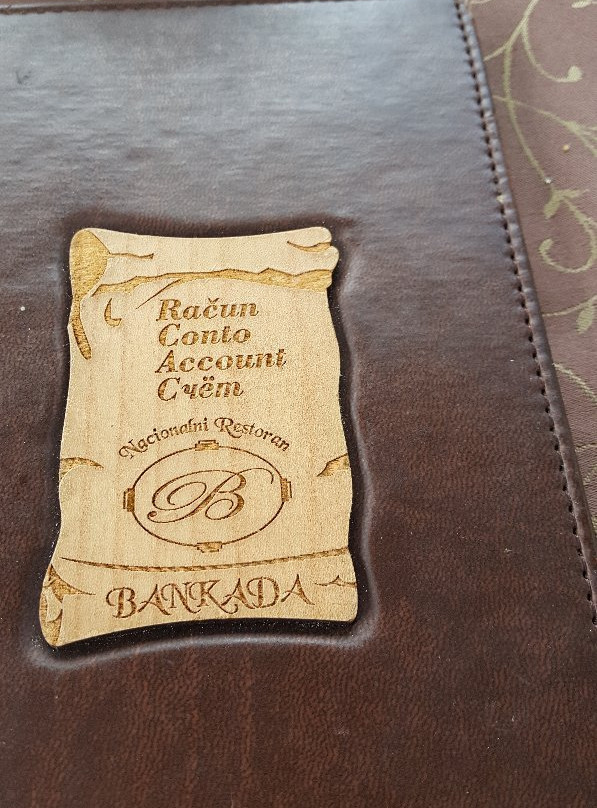 Račun
Conto
Account
Счёт
Nacionalni Restoran
B
BANKADA